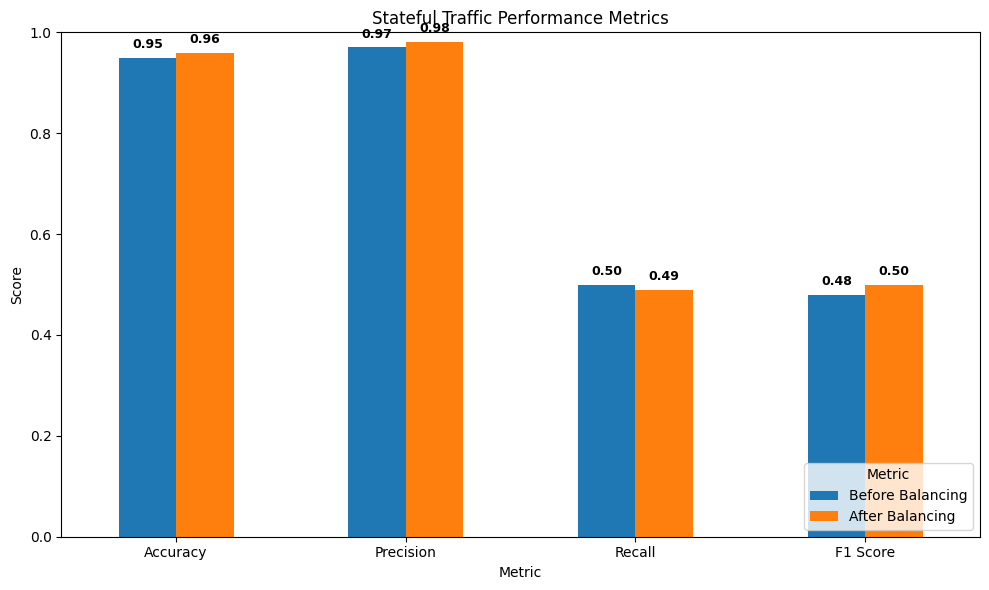 Stateful Traffic Performance Metrics
0.95
0.96
0.97
0.98
0.50
0.49
0.48
0.50
Score
1.0
0.8
0.6
0.4
0.2
0.0
Metric
Before Balancing
After Balancing
Accuracy
Precision
Recall
F1 Score
Metric